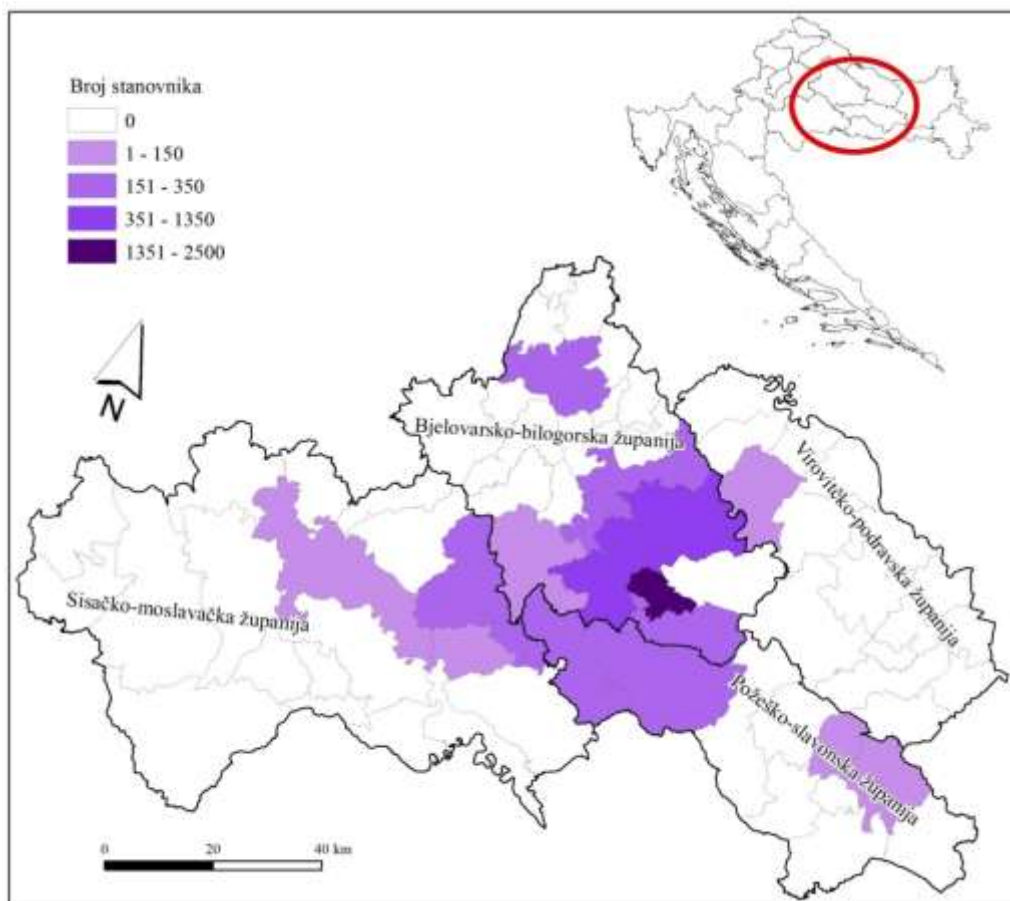 Broj stanovnika
0
1 - 150
151 - 350
351 - 1350
1351 - 2500
N
Bjelovarsko-bilogorska županija
Virovitčko-podravska županija
Sisačko-moslavačka županija
Požeško-slavonska županija
0 20 40 km